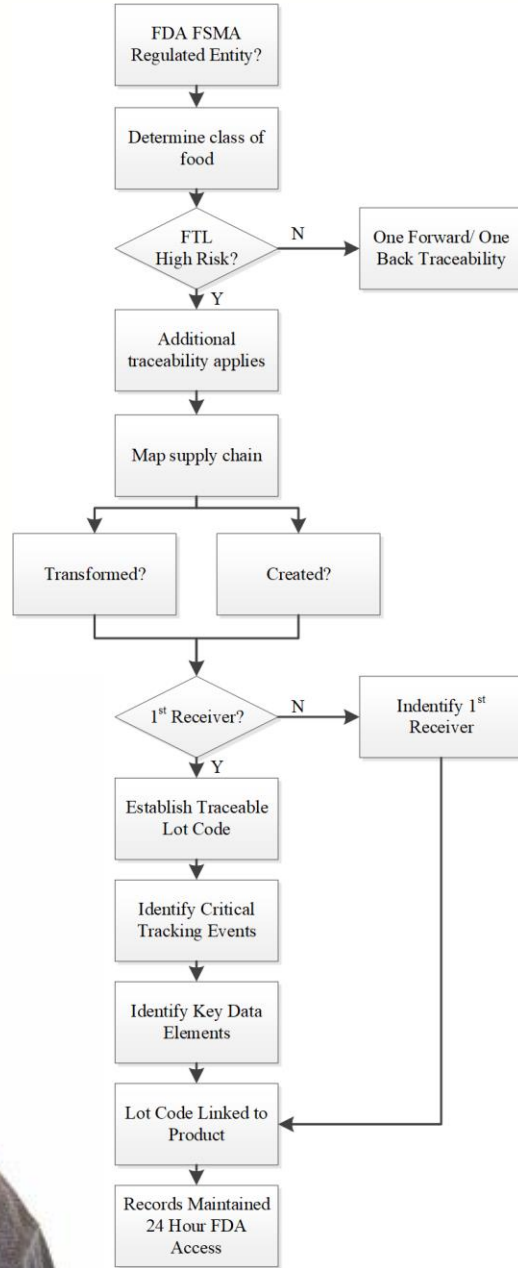 FDA FSMA
Regulated Entity?
Determine class of
food
FTL
High Risk?
N
One Forward/ One
Back Traceability
Y
Additional
traceability applies
Map supply chain
Transformed?
Created?
1st Receiver?
N
Indentify 1st
Receiver
Y
Establish Traceable
Lot Code
Identify Critical
Tracking Events
Identify Key Data
Elements
Lot Code Linked to
Product
Records Maintained
24 Hour FDA
Access